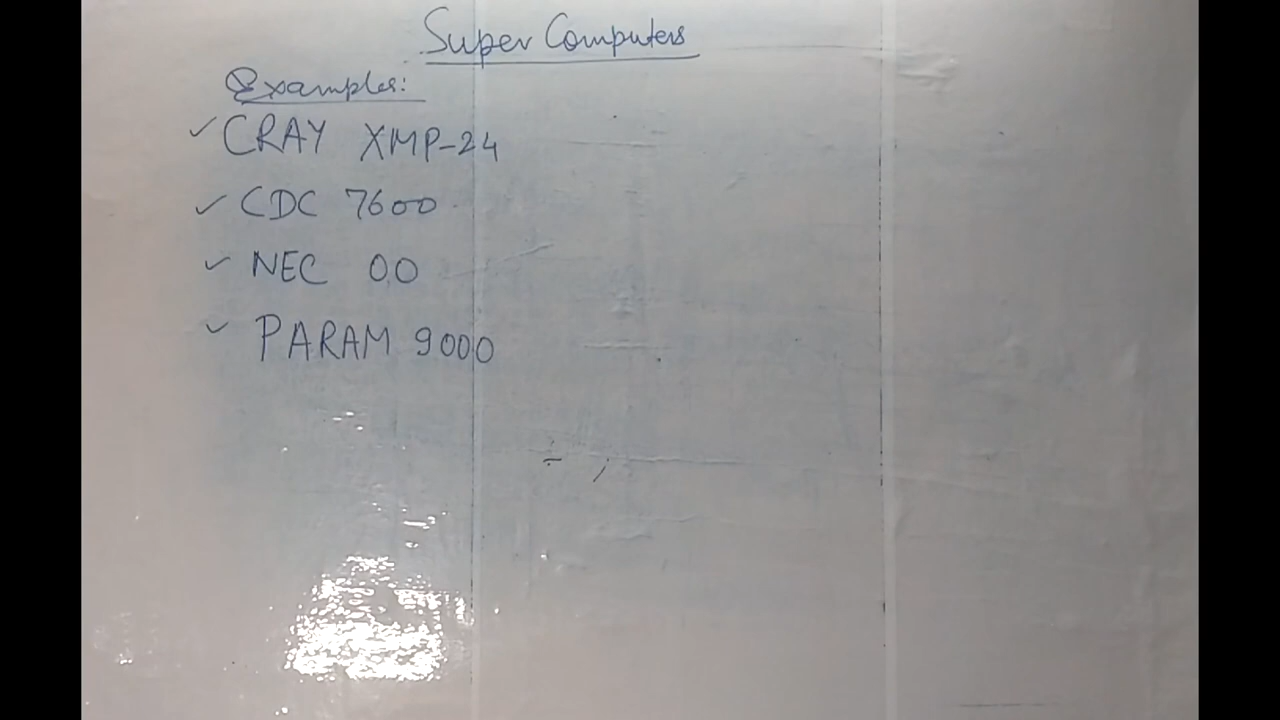 Super Computers
Examples:
✓ CRAY XMP-24
✓ CDC 7600
✓ NEC 00
✓ PARAM 9000